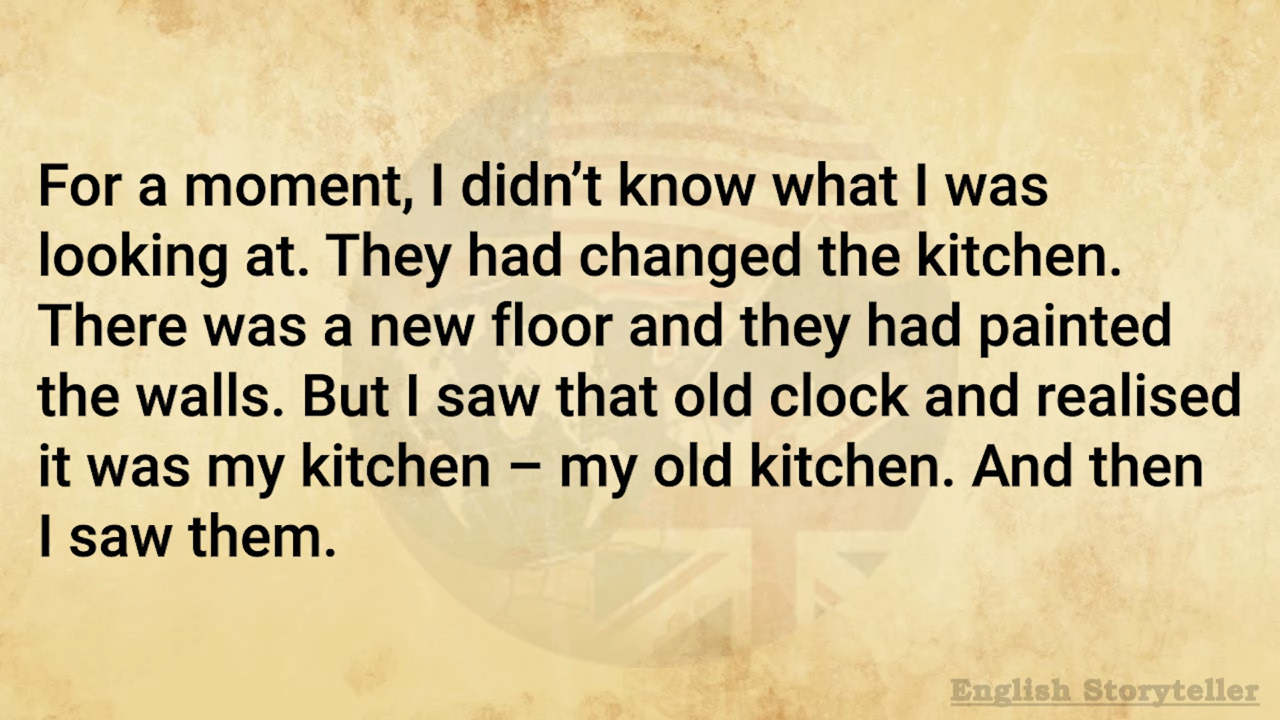 For a moment, I didn’t know what I was
looking at. They had changed the kitchen.
There was a new floor and they had painted
the walls. But I saw that old clock and realised
it was my kitchen – my old kitchen. And then
I saw them.
English Storyteller